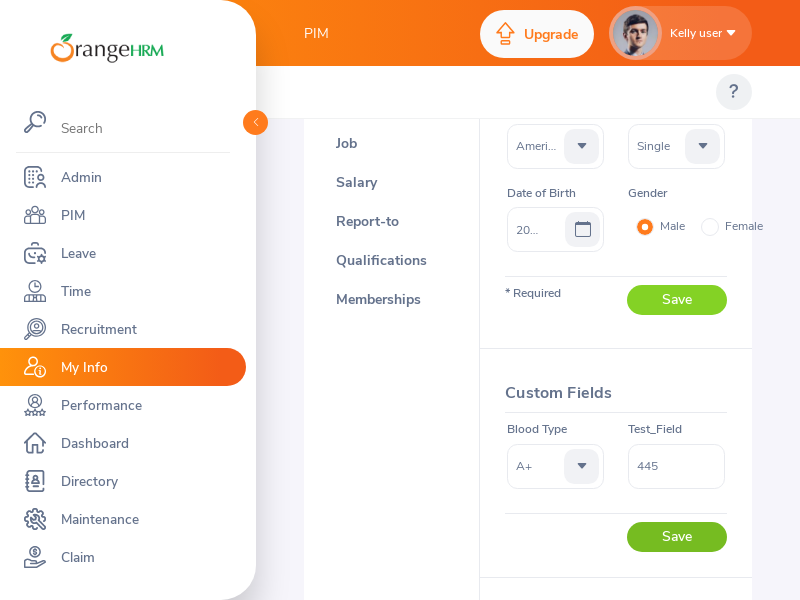 OrangeHRM
PIM
Upgrade
Kelly user
?
Search
Admin
PIM
Leave
Time
Recruitment
My Info
Performance
Dashboard
Directory
Maintenance
Claim
Job
Salary
Report-to
Qualifications
Memberships
Ameri...
Single
Date of Birth
Gender
20...
Male
Female
* Required
Save
Custom Fields
Blood Type
Test_Field
A+
445
Save